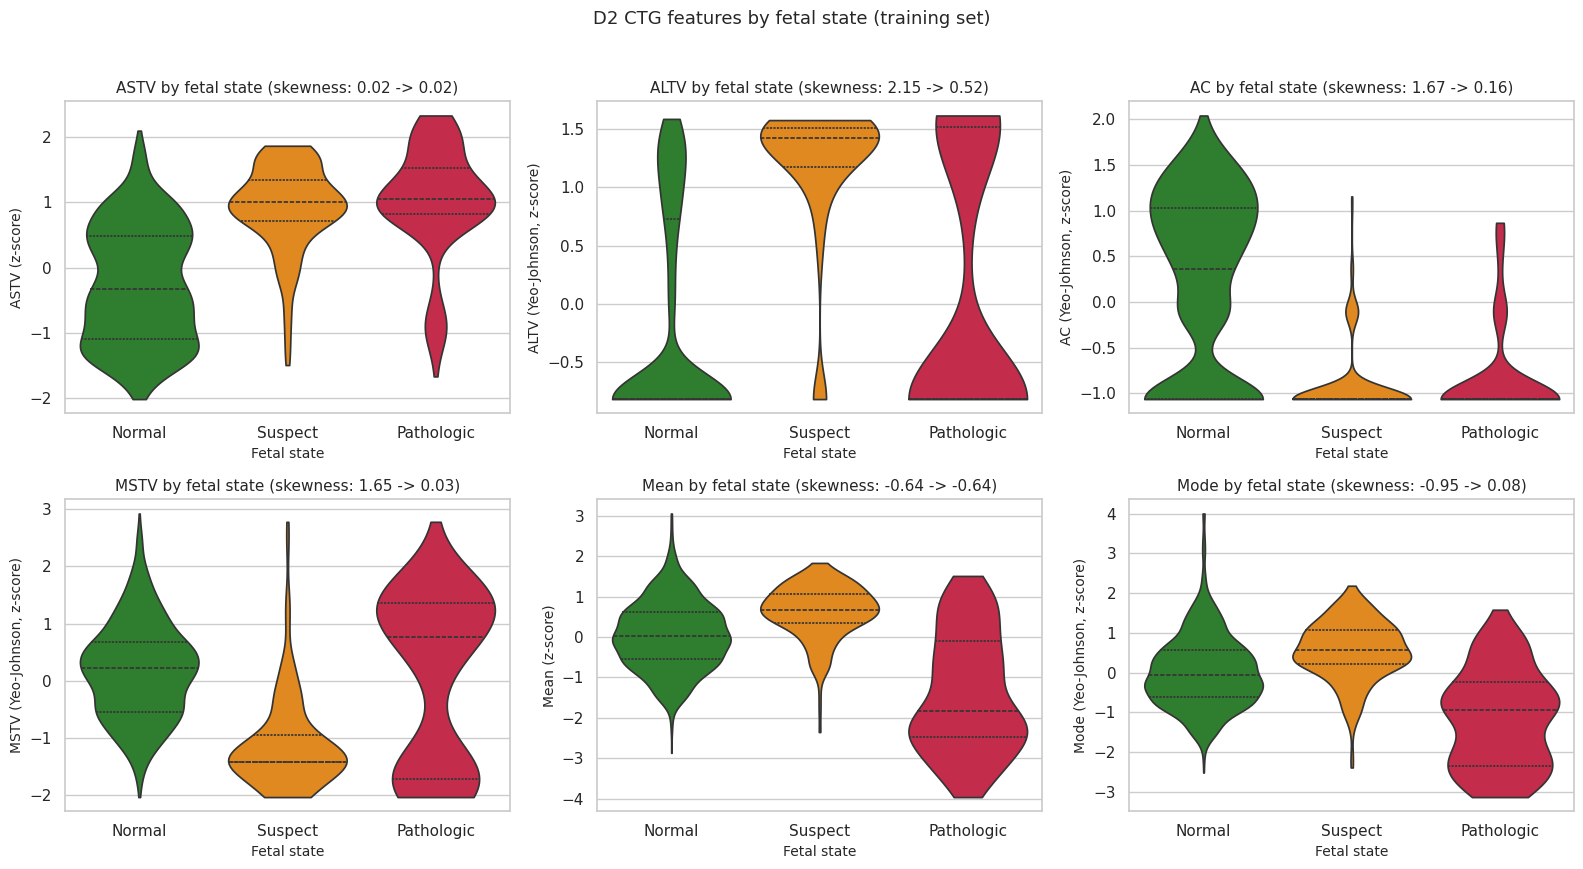 D2 CTG features by fetal state (training set)
ASTV by fetal state (skewness: 0.02 -> 0.02)
ASTV (z-score)
2
1
0
−1
−2
Normal
Suspect
Pathologic
Fetal state
ALTV by fetal state (skewness: 2.15 -> 0.52)
ALTV (Yeo-Johnson, z-score)
1.5
1.0
0.5
0.0
−0.5
Normal
Suspect
Pathologic
Fetal state
AC by fetal state (skewness: 1.67 -> 0.16)
AC (Yeo-Johnson, z-score)
2.0
1.5
1.0
0.5
0.0
−0.5
−1.0
Normal
Suspect
Pathologic
Fetal state
MSTV by fetal state (skewness: 1.65 -> 0.03)
MSTV (Yeo-Johnson, z-score)
3
2
1
0
−1
−2
Normal
Suspect
Pathologic
Fetal state
Mean by fetal state (skewness: -0.64 -> -0.64)
Mean (z-score)
3
2
1
0
−1
−2
−3
−4
Normal
Suspect
Pathologic
Fetal state
Mode by fetal state (skewness: -0.95 -> 0.08)
Mode (Yeo-Johnson, z-score)
4
3
2
1
0
−1
−2
−3
Normal
Suspect
Pathologic
Fetal state